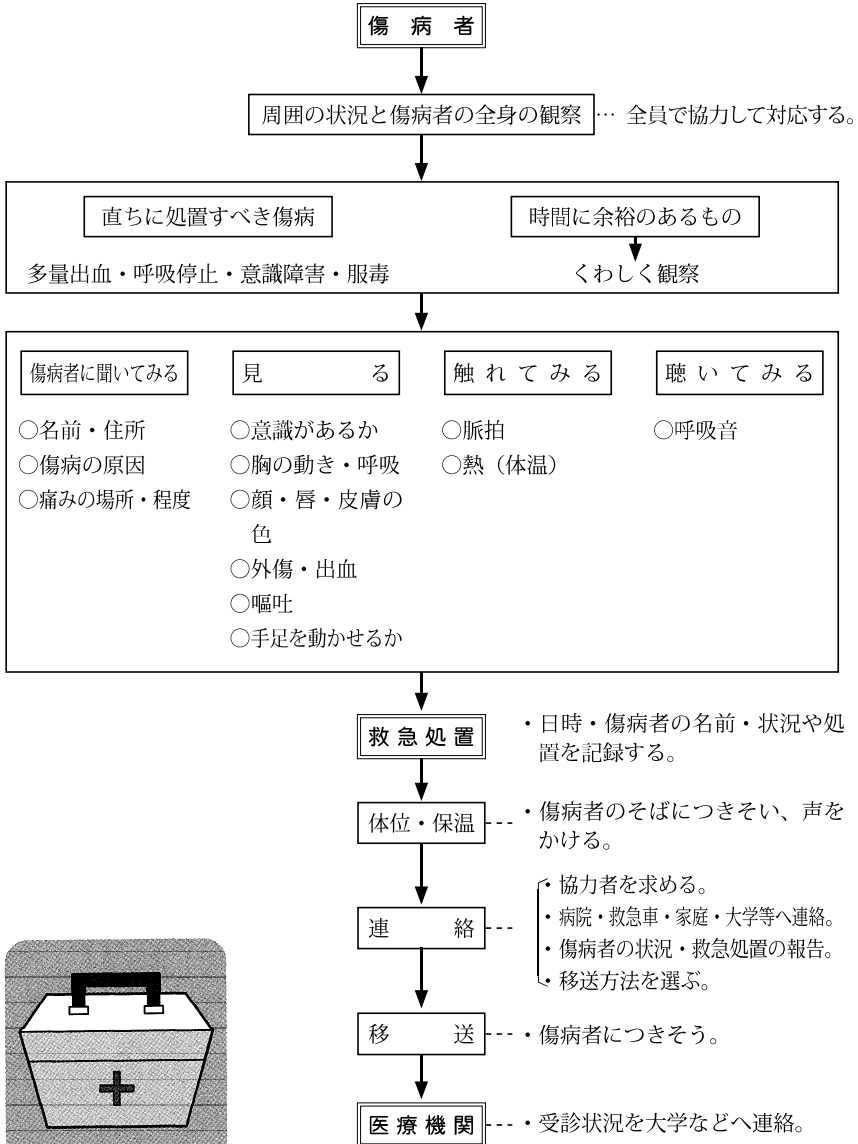 傷病者
周囲の状況と傷病者の全身の観察… 全員で協力して対応する。
直ちに処置すべき傷病
多量出血・呼吸停止・意識障害・服毒
時間に余裕のあるもの
くわしく観察
傷病者に聞いてみる
○名前・住所
○傷病の原因
○痛みの場所・程度
見る
○意識があるか
○胸の動き・呼吸
○顔・唇・皮膚の
色
○外傷・出血
○嘔吐
○手足を動かせるか
触れてみる
○脈拍
○熱（体温）
聴いてみる
○呼吸音
救急処置
・日時・傷病者の名前・状況や処
置を記録する。
体位・保温
・傷病者のそばにつきそい、声を
かける。
連絡
・協力者を求める。
・病院・救急車・家庭・大学等へ連絡。
・傷病者の状況・救急処置の報告。
・移送方法を選ぶ。
移送
・傷病者につきそう。
医療機関
・受診状況を大学などへ連絡。